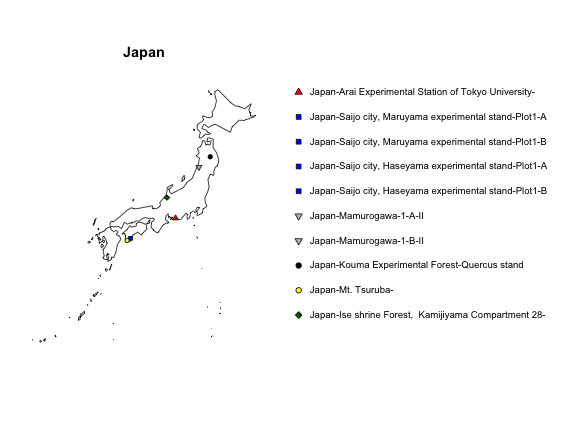 Japan
Japan-Arai Experimental Station of Tokyo University-
Japan-Saijo city, Maruyama experimental stand-Plot1-A
Japan-Saijo city, Maruyama experimental stand-Plot1-B
Japan-Saijo city, Haseyama experimental stand-Plot1-A
Japan-Saijo city, Haseyama experimental stand-Plot1-B
Japan-Mamurogawa-1-A-II
Japan-Mamurogawa-1-B-II
Japan-Kouma Experimental Forest-Quercus stand
Japan-Mt. Tsuruba-
Japan-Ise shrine Forest,  Kamijiyama Compartment 28-